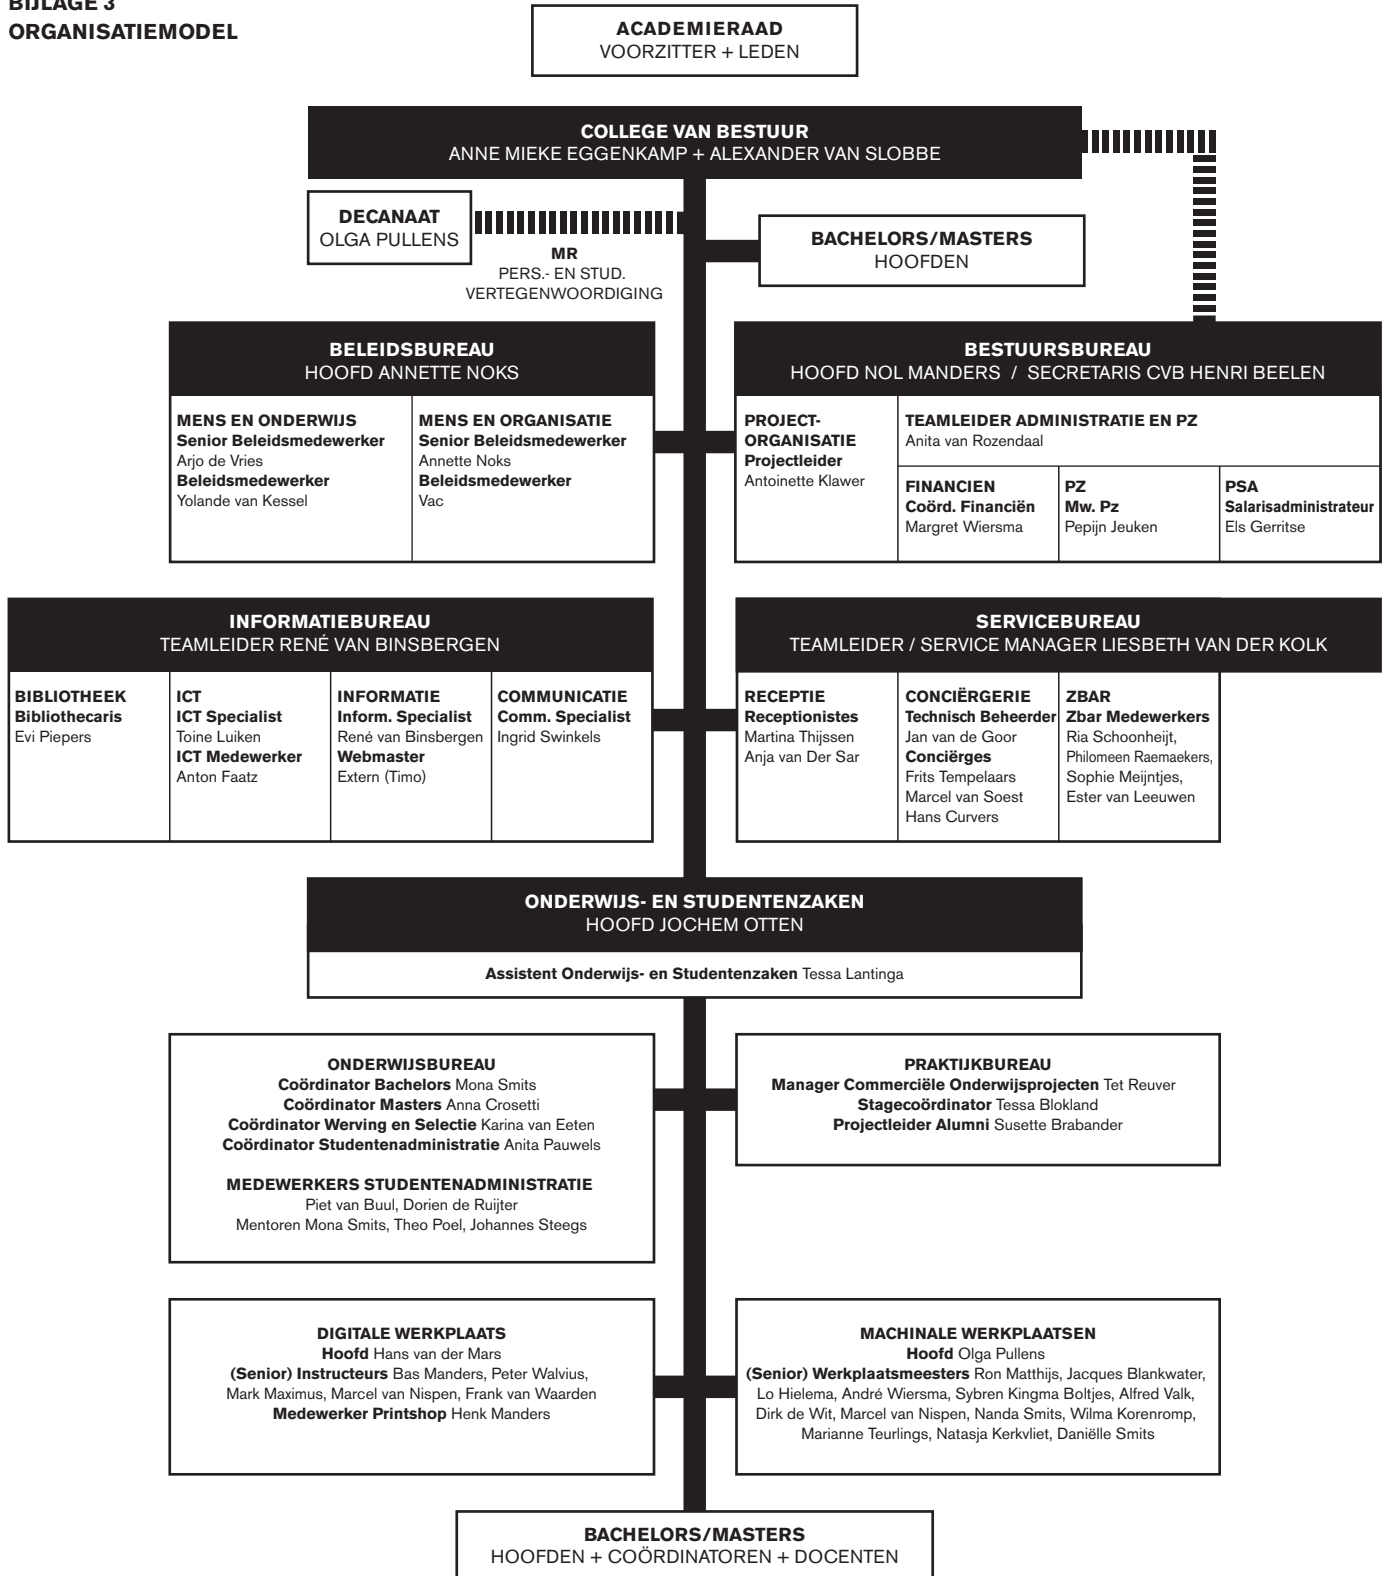 BIJLAGE 3
ORGANISATIEMODEL
ACADEMIERAAD
VOORZITTER + LEDEN
COLLEGE VAN BESTUUR
ANNE MIEKE EGGENKAMP + ALEXANDER VAN SLOBBE
DECANAAT
OLGA PULLENS
MR
PERS.- EN STUD.
VERTEGENWOORDIGING
BACHELORS/MASTERS
HOOFDEN
BELEIDSBUREAU
HOOFD ANNETTE NOKS
MENS EN ONDERWIJS
Senior Beleidsmedewerker
Arjo de Vries
Beleidsmedewerker
Yolande van Kessel
MENS EN ORGANISATIE
Senior Beleidsmedewerker
Annette Noks
Beleidsmedewerker
Vac
BESTUURSBUREAU
HOOFD NOL MANDERS / SECRETARIS CVB HENRI BEELEN
PROJECT-
ORGANISATIE
Projectleider
Antoinette Klawer
TEAMLEIDER ADMINISTRATIE EN PZ
Anita van Rozendaal
FINANCIEN
Coörd. Financiën
Margret Wiersma
PZ
Mw. Pz
Pepijn Jeuken
PSA
Salarisadministrateur
Els Gerritse
INFORMATIEBUREAU
TEAMLEIDER RENÉ VAN BINSBERGEN
BIBLIOTHEEK
Bibliothecaris
Evi Piepers
ICT
ICT Specialist
Toine Luiken
ICT Medewerker
Anton Faatz
INFORMATIE
Inform. Specialist
René van Binsbergen
Webmaster
Extern (Timo)
COMMUNICATIE
Comm. Specialist
Ingrid Swinkels
SERVICEBUREAU
TEAMLEIDER / SERVICE MANAGER LIESBETH VAN DER KOLK
RECEPTIE
Receptionistes
Martina Thijssen
Anja van Der Sar
CONCIËRGERIE
Technisch Beheerder
Jan van de Goor
Conciërges
Frits Tempelaars
Marcel van Soest
Hans Curvers
ZBAR
Zbar Medewerkers
Ria Schoonheijt,
Philomeen Raemaekers,
Sophie Meijntjes,
Ester van Leeuwen
ONDERWIJS- EN STUDENTENZAKEN
HOOFD JOCHEM OTTEN
Assistent Onderwijs- en Studentenzaken Tessa Lantinga
ONDERWIJSBUREAU
Coördinator Bachelors Mona Smits
Coördinator Masters Anna Crosetti
Coördinator Werving en Selectie Karina van Eeten
Coördinator Studentenadministratie Anita Pauwels
MEDEWERKERS STUDENTENADMINISTRATIE
Piet van Buul, Dorien de Ruijter
Mentoren Mona Smits, Theo Poel, Johannes Steegs
PRAKTIJKBUREAU
Manager Commerciële Onderwijsprojecten Tet Reuver
Stagecoördinator Tessa Blokland
Projectleider Alumni Susette Brabander
DIGITALE WERKPLAATS
Hoofd Hans van der Mars
(Senior) Instructeurs Bas Manders, Peter Walvius,
Mark Maximus, Marcel van Nispen, Frank van Waarden
Medewerker Printshop Henk Manders
MACHINALE WERKPLAATSEN
Hoofd Olga Pullens
(Senior) Werkplaatsmeesters Ron Matthijs, Jacques Blankwater,
Lo Hielema, André Wiersma, Sybren Kingma Boltjes, Alfred Valk,
Dirk de Wit, Marcel van Nispen, Nanda Smits, Wilma Korenromp,
Marianne Teurlings, Natasja Kerkvliet, Daniëlle Smits
BACHELORS/MASTERS
HOOFDEN + COÖRDINATOREN + DOCENTEN